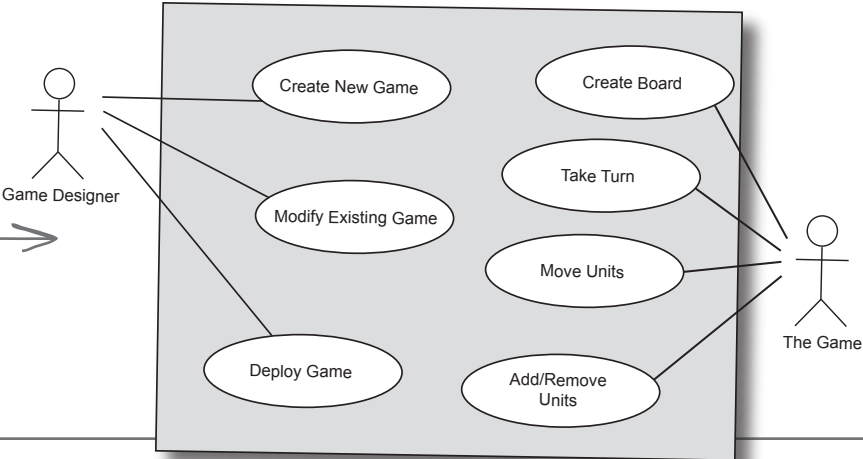 Create New Game
Create Board
Take Turn
Game Designer
Modify Existing Game
Move Units
The Game
Deploy Game
Add/Remove
Units